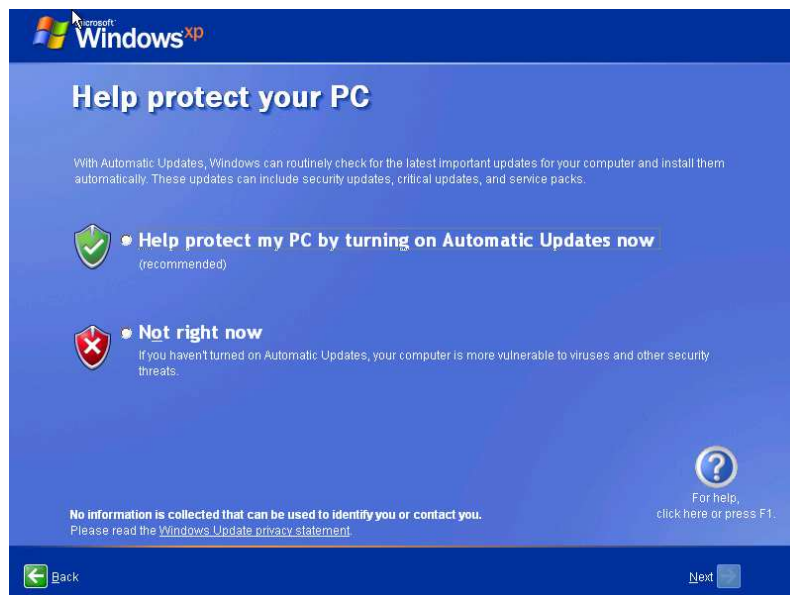 Microsoft
Windows xp
Help protect your PC
With Automatic Updates, Windows can routinely check for the latest important updates for your computer and install them
automatically. These updates can include security updates, critical updates, and service packs.
Help protect my PC by turning on Automatic Updates now
(recommended)
Not right now
If you haven't turned on Automatic Updates, your computer is more vulnerable to viruses and other security
threats.
For help,
click here or press F1.
No information is collected that can be used to identify you or contact you.
Please read the Windows Update privacy statement.
Back
Next